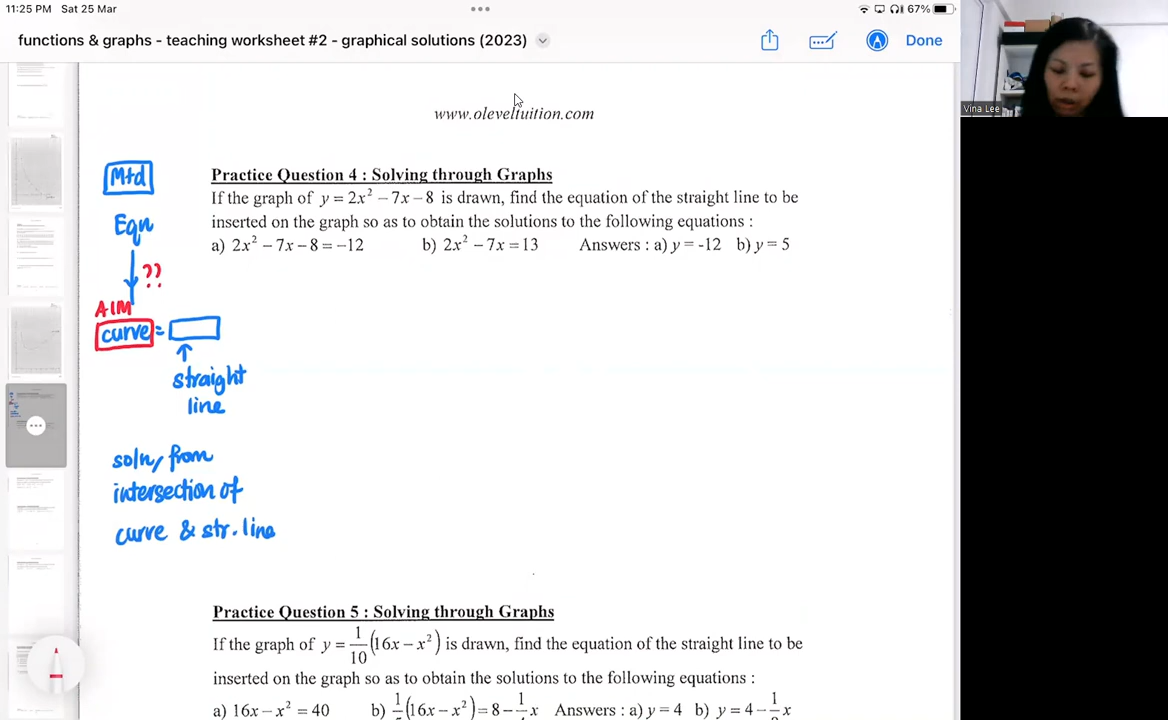 11:25 PM Sat 25 Mar
67%
functions & graphs - teaching worksheet #2 - graphical solutions (2023)
Done
Vina Lee
www.oleveltuition.com
Mtd
Eqn
??
AIM
curve =
straight
line
soln, from
intersection of
curve & str. line
Practice Question 4 : Solving through Graphs
If the graph of y = 2x² − 7x − 8 is drawn, find the equation of the straight line to be
inserted on the graph so as to obtain the solutions to the following equations :
a) 2x² − 7x − 8 = −12 b) 2x² − 7x = 13 Answers : a) y = -12 b) y = 5
Practice Question 5 : Solving through Graphs
If the graph of y = 1/10 (16x − x²) is drawn, find the equation of the straight line to be
inserted on the graph so as to obtain the solutions to the following equations :
a) 16x − x² = 40 b) (16x − x²) = 8 − x Answers : a) y = 4 b) y = 4 − x